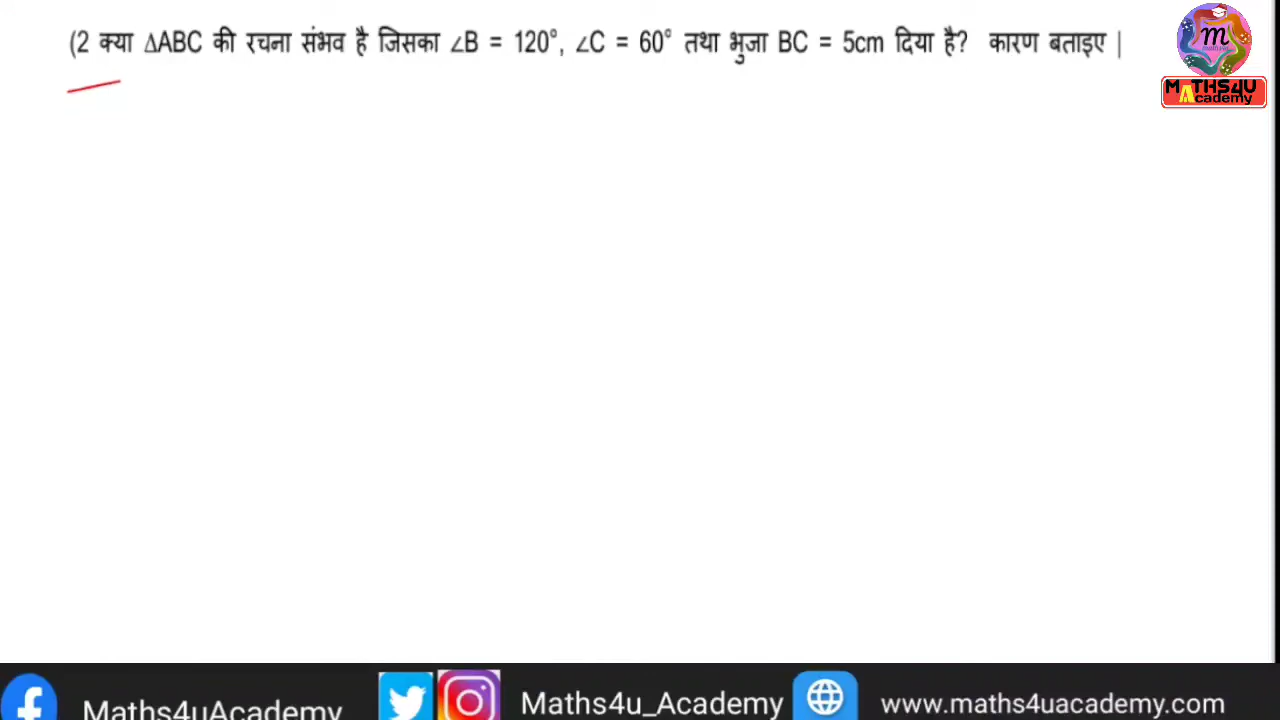 (2 क्या ΔABC की रचना संभव है जिसका ∠B = 120°, ∠C = 60° तथा भुजा BC = 5cm दिया है? कारण बताइए |
m
maths4u
MATHS4U
Academy
Maths4uAcademy
Maths4u_Academy
www.maths4uacademy.com